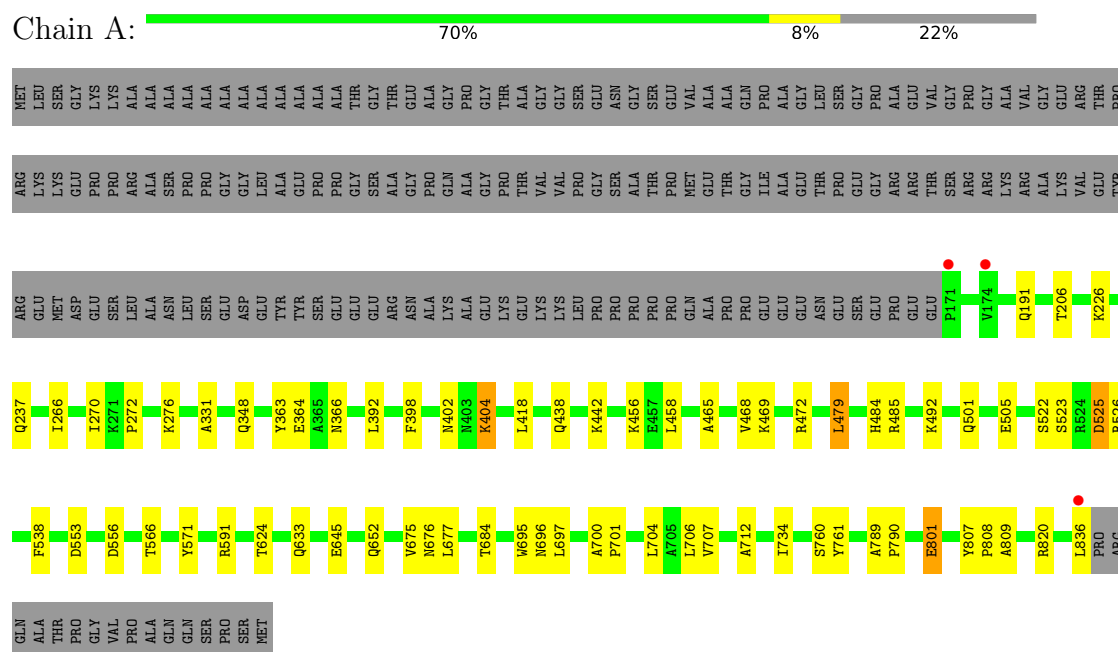 Chain A:
70% 8% 22%
MET LEU SER GLY LYS LYS ALA ALA ALA ALA ALA ALA ALA ALA ALA ALA THR GLY THR GLU ALA GLY PRO GLY THR ALA GLY GLY SER GLU ASN GLY SER GLU VAL ALA ALA GLN PRO ALA GLY LEU SER GLY PRO ALA GLU VAL GLY PRO GLY ALA VAL GLY GLU ARG THR PRO
ARG LYS LYS GLU PRO PRO ARG ALA SER PRO PRO GLY GLY LEU ALA GLU PRO PRO GLY SER ALA GLY PRO GLN ALA GLY PRO THR VAL VAL PRO GLY SER ALA THR PRO MET GLU THR GLY ILE ALA GLU THR PRO GLU GLY ARG ARG THR SER ARG ARG LYS ARG ALA LYS VAL GLU TYR
ARG GLU MET ASP GLU SER LEU ALA ASN LEU SER GLU ASP GLU TYR TYR SER GLU GLU GLU ARG ASN ALA LYS ALA GLU LYS GLU LYS LYS LEU PRO PRO PRO PRO PRO GLN ALA PRO PRO GLU GLU GLU ASN GLU SER GLU PRO GLU GLU P171 V174 Q191 T206 K226
Q237 I266 I270 K271 P272 K276 A331 Q348 Y363 E364 A365 N366 L392 F398 N402 N403 K404 L418 Q438 K442 K456 E457 L458 A465 V468 K469 R472 L479 H484 R485 K492 Q501 E505 S522 S523 R524 D525 R526
F538 D553 D556 T566 Y571 R591 T624 Q633 E645 Q652 V675 N676 L677 T684 W695 N696 L697 A700 P701 L704 A705 L706 V707 A712 I734 S760 Y761 A789 P790 E801 Y807 P808 A809 R820 L836 PRO ARG
GLN ALA THR PRO GLY VAL PRO ALA GLN GLN SER PRO SER MET